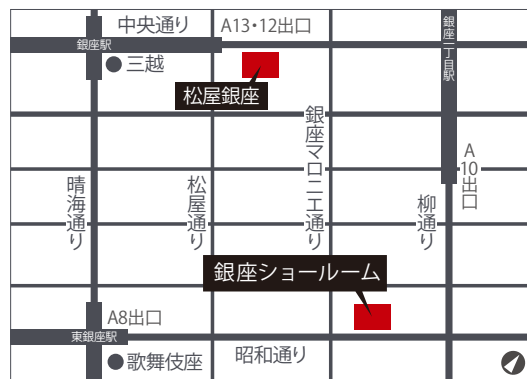 中央通り
A13・12出口
銀座駅
三越
松屋銀座
銀座一丁目駅
A10出口
晴海通り
松屋通り
銀座マロニエ通り
柳通り
銀座ショールーム
A8出口
東銀座駅
歌舞伎座
昭和通り